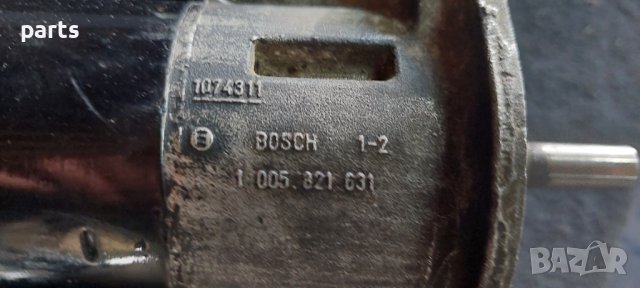 parts
1074311
BOSCH 1-2
1 005.821 631
BAZAR